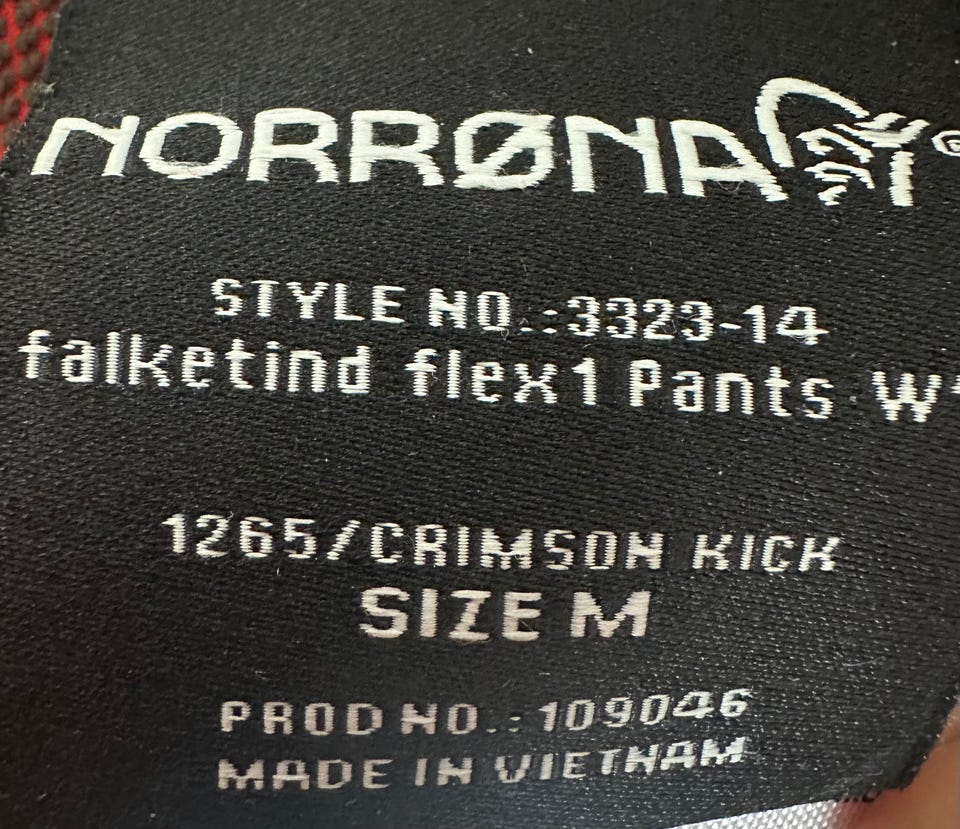 NORRØNA®
STYLE NO.:3323-14
falketind flex1 Pants W'
1265/CRIMSON KICK
SIZE M
PROD NO.:109046
MADE IN VIETNAM